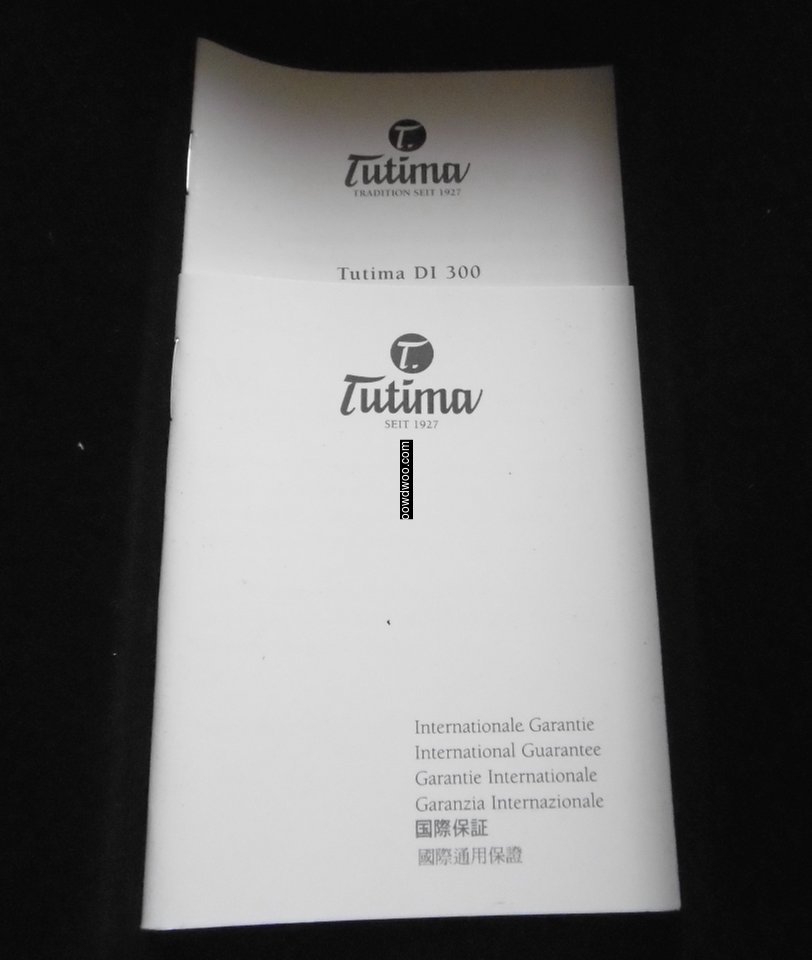 T.
Tutima
TRADITION SEIT 1927
Tutima DI 300
T.
Tutima
SEIT 1927
powdwoo.com
Internationale Garantie
International Guarantee
Garantie Internationale
Garanzia Internazionale
国際保証
國際通用保證